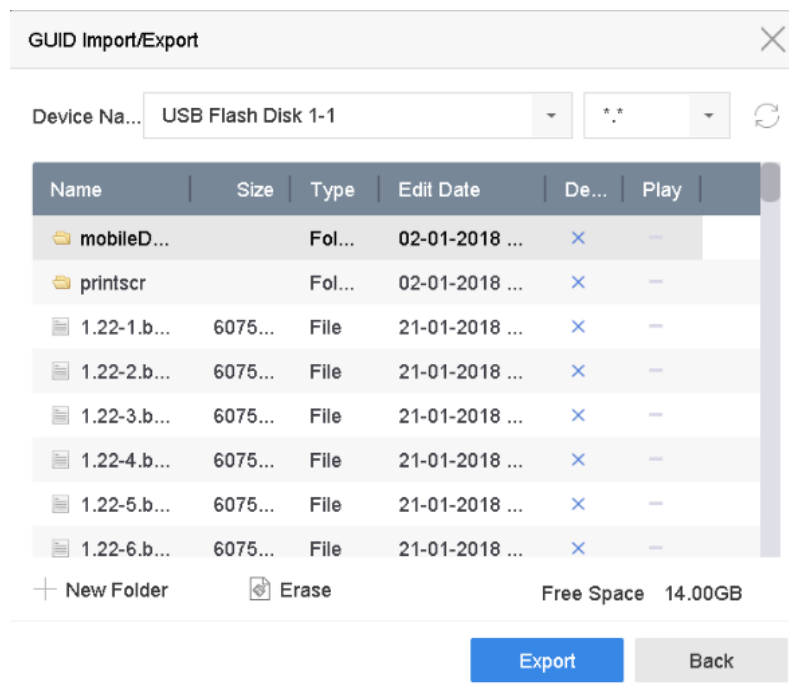 GUID Import/Export
Device Na... USB Flash Disk 1-1 *.*
Name Size Type Edit Date De... Play
mobileD... Fol... 02-01-2018 ...
printscr Fol... 02-01-2018 ...
1.22-1.b... 6075... File 21-01-2018 ...
1.22-2.b... 6075... File 21-01-2018 ...
1.22-3.b... 6075... File 21-01-2018 ...
1.22-4.b... 6075... File 21-01-2018 ...
1.22-5.b... 6075... File 21-01-2018 ...
1.22-6.b... 6075... File 21-01-2018 ...
New Folder Erase Free Space 14.00GB
Export Back